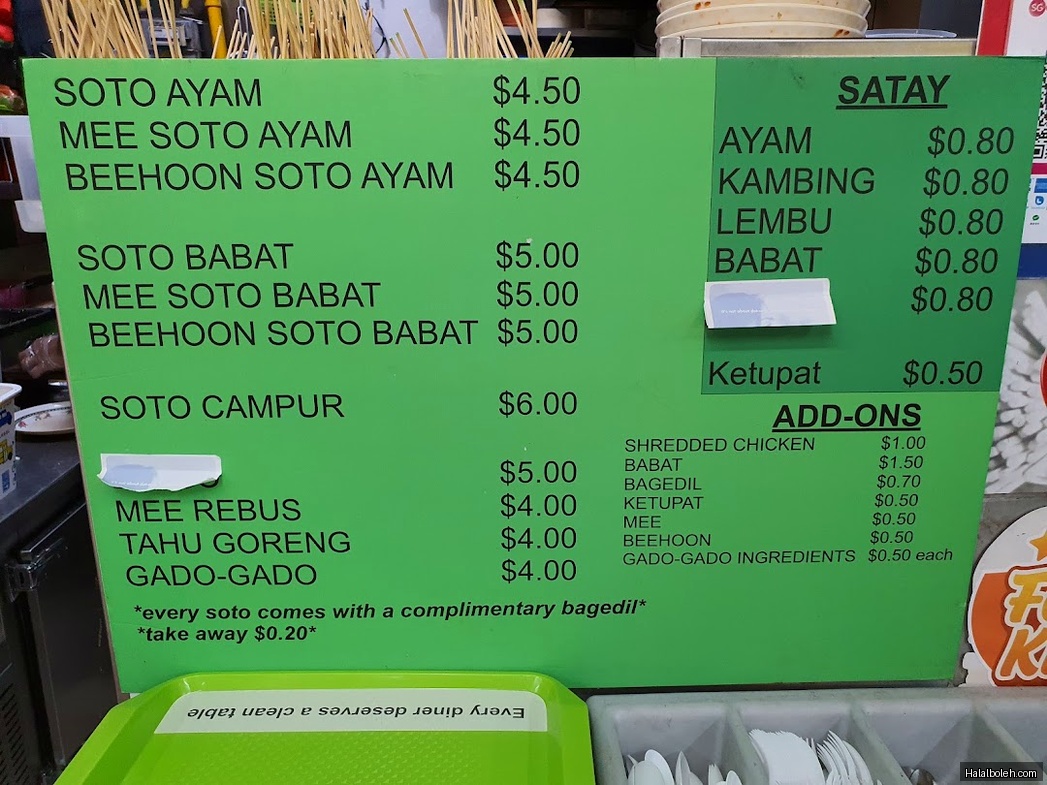 SOTO AYAM $4.50
MEE SOTO AYAM $4.50
BEEHOON SOTO AYAM $4.50
SOTO BABAT $5.00
MEE SOTO BABAT $5.00
BEEHOON SOTO BABAT $5.00
SOTO CAMPUR $6.00
$5.00
MEE REBUS $4.00
TAHU GORENG $4.00
GADO-GADO $4.00
*every soto comes with a complimentary bagedil*
*take away $0.20*
SATAY
AYAM $0.80
KAMBING $0.80
LEMBU $0.80
BABAT $0.80
$0.80
Ketupat $0.50
ADD-ONS
SHREDDED CHICKEN $1.00
BABAT $1.50
BAGEDIL $0.70
KETUPAT $0.50
MEE $0.50
BEEHOON $0.50
GADO-GADO INGREDIENTS $0.50 each
SG
Every diner deserves a clean table
Halalboleh.com